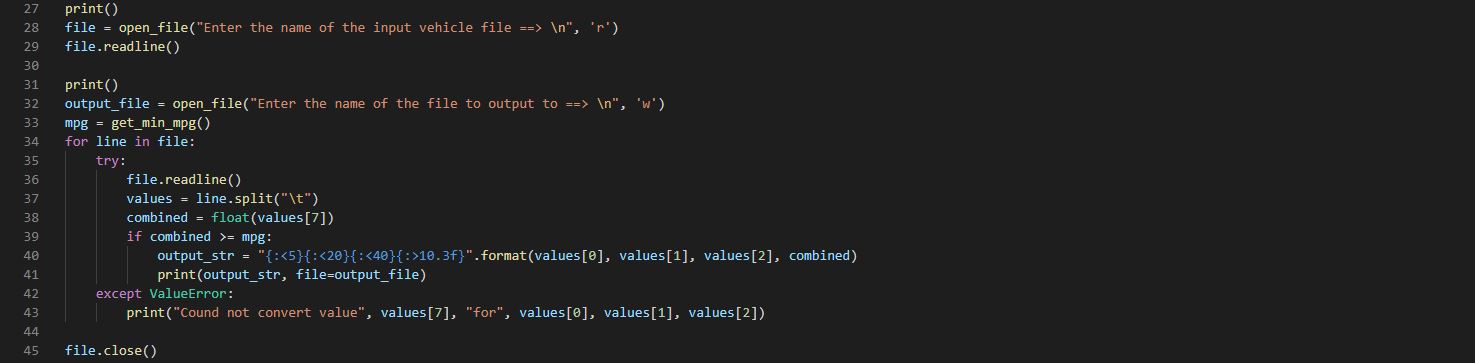 27 print()
28 file = open_file("Enter the name of the input vehicle file ==> \n", 'r')
29 file.readline()
30
31 print()
32 output_file = open_file("Enter the name of the file to output to ==> \n", 'w')
33 mpg = get_min_mpg()
34 for line in file:
35     try:
36         file.readline()
37         values = line.split("\t")
38         combined = float(values[7])
39         if combined >= mpg:
40             output_str = "{:<5}{:<20}{:<40}{:>10.3f}".format(values[0], values[1], values[2], combined)
41             print(output_str, file=output_file)
42     except ValueError:
43         print("Cound not convert value", values[7], "for", values[0], values[1], values[2])
44
45 file.close()